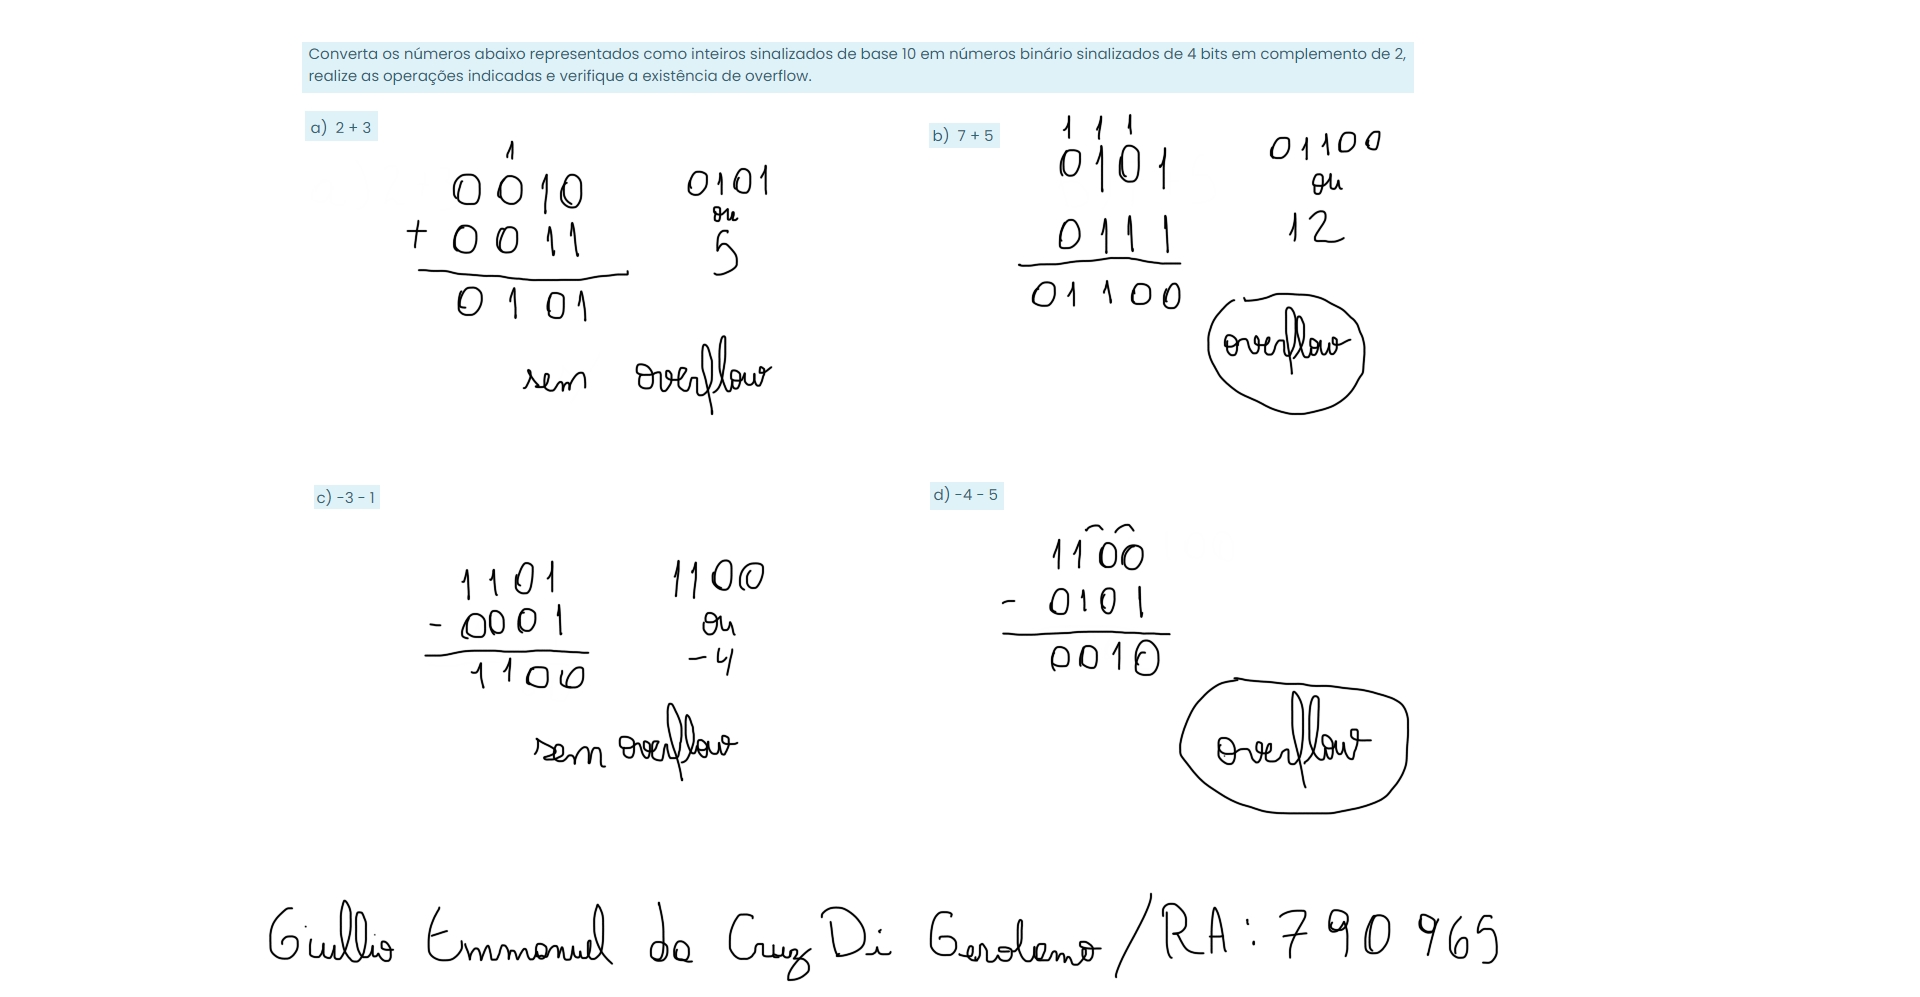 Converta os números abaixo representados como inteiros sinalizados de base 10 em números binário sinalizados de 4 bits em complemento de 2,
realize as operações indicadas e verifique a existência de overflow.
a) 2 + 3
1
0010
+ 0011
0101
0101
ou
5
sem overflow
b) 7 + 5
1 1 1
0101
0111
01100
01100
ou
12
overflow
c) -3 - 1
1101
- 0001
1100
1100
ou
-4
sem overflow
d) -4 - 5
1100
- 0101
0010
overflow
Giullio Emmanuel da Cruz Di Gerolamo / RA: 790965